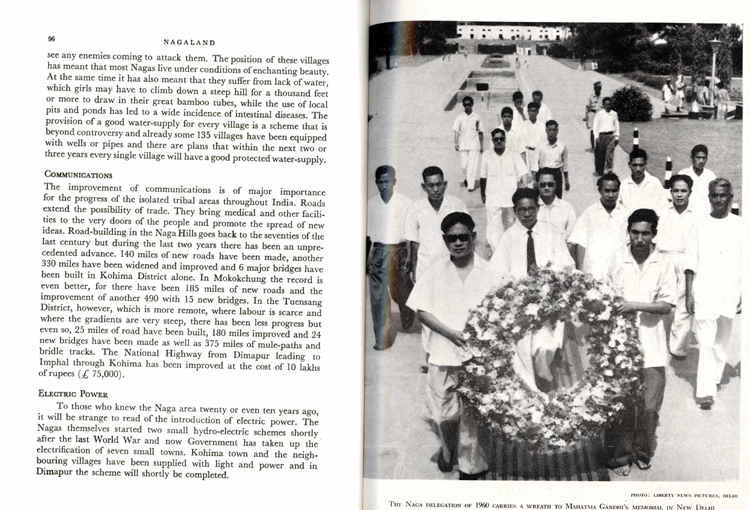 96
NAGALAND
see any enemies coming to attack them. The position of these villages
has meant that most Nagas live under conditions of enchanting beauty.
At the same time it has also meant that they suffer from lack of water,
which girls may have to climb down a steep hill for a thousand feet
or more to draw in their great bamboo tubes, while the use of local
pits and ponds has led to a wide incidence of intestinal diseases. The
provision of a good water-supply for every village is a scheme that is
beyond controversy and already some 135 villages have been equipped
with wells or pipes and there are plans that within the next two or
three years every single village will have a good protected water-supply.
COMMUNICATIONS
The improvement of communications is of major importance
for the progress of the isolated tribal areas throughout India. Roads
extend the possibility of trade. They bring medical and other facili-
ties to the very doors of the people and promote the spread of new
ideas. Road-building in the Naga Hills goes back to the seventies of the
last century but during the last two years there has been an unpre-
cedented advance. 140 miles of new roads have been made, another
330 miles have been widened and improved and 6 major bridges have
been built in Kohima District alone. In Mokokchung the record is
even better, for there have been 185 miles of new roads and the
improvement of another 490 with 15 new bridges. In the Tuensang
District, however, which is more remote, where labour is scarce and
where the gradients are very steep, there has been less progress but
even so, 25 miles of road have been built, 180 miles improved and 24
new bridges have been made as well as 375 miles of mule-paths and
bridle tracks. The National Highway from Dimapur leading to
Imphal through Kohima has been improved at the cost of 10 lakhs
of rupees (£ 75,000).
ELECTRIC POWER
To those who knew the Naga area twenty or even ten years ago,
it will be strange to read of the introduction of electric power. The
Nagas themselves started two small hydro-electric schemes shortly
after the last World War and now Government has taken up the
electrification of seven small towns. Kohima town and the neigh-
bouring villages have been supplied with light and power and in
Dimapur the scheme will shortly be completed.
PHOTO: LIBERTY NEWS PICTURES, DELHI
THE NAGA DELEGATION OF 1960 CARRIES A WREATH TO MAHATMA GANDHI'S MEMORIAL IN NEW DELHI